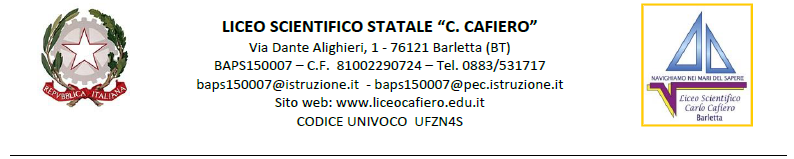 LICEO SCIENTIFICO STATALE “C. CAFIERO”
Via Dante Alighieri, 1 - 76121 Barletta (BT)
BAPS150007 – C.F.  81002290724 – Tel. 0883/531717
baps150007@istruzione.it  - baps150007@pec.istruzione.it
Sito web: www.liceocafiero.edu.it
CODICE UNIVOCO  UFZN4S
REPVBBLICA ITALIANA
NAVIGHIAMO NEI MARI DEL SAPERE
Liceo Scientifico
Carlo Cafiero
Barletta